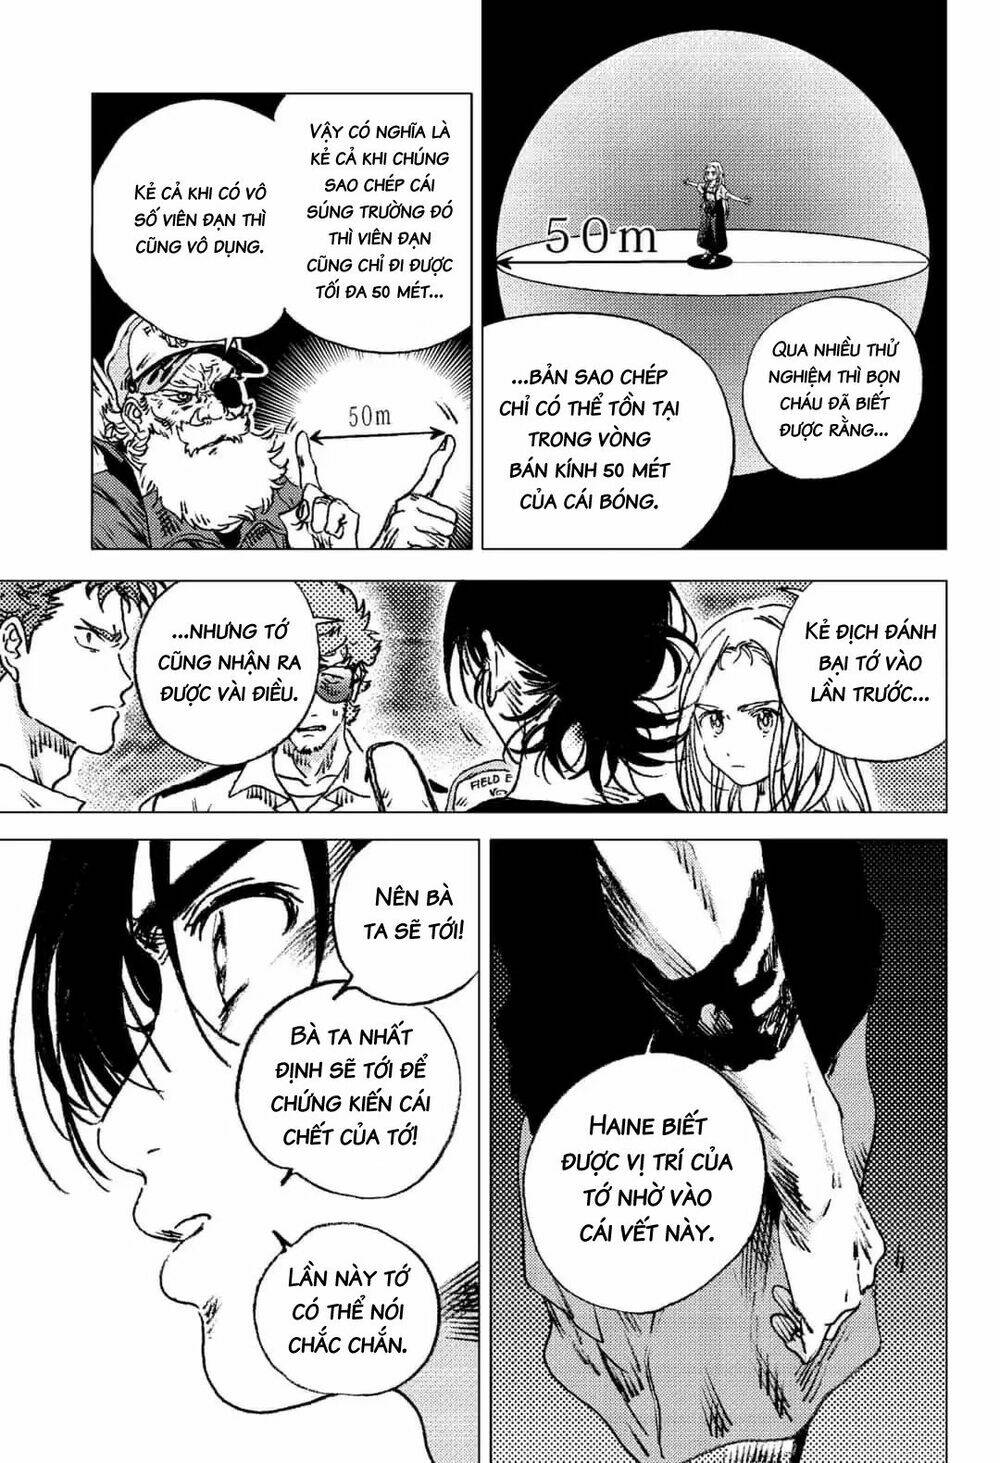 50m
QUA NHIỀU THỬ
NGHIỆM THÌ BỌN
CHÁU ĐÃ BIẾT
ĐƯỢC RẰNG...
...BẢN SAO CHÉP
CHỈ CÓ THỂ TỒN TẠI
TRONG VÒNG
BÁN KÍNH 50 MÉT
CỦA CÁI BÓNG.
VẬY CÓ NGHĨA LÀ
KẺ CẢ KHI CHÚNG
SAO CHÉP CÁI
SÚNG TRƯỜNG ĐÓ
THÌ VIÊN ĐẠN
CŨNG CHỈ ĐI ĐƯỢC
TỐI ĐA 50 MÉT...
KẺ CẢ KHI CÓ VÔ
SỐ VIÊN ĐẠN THÌ
CŨNG VÔ DỤNG.
50m
KẺ ĐỊCH ĐÁNH
BẠI TỚ VÀO
LẦN TRƯỚC...
...NHƯNG TỚ
CŨNG NHẬN RA
ĐƯỢC VÀI ĐIỀU.
FIELD E
HAINE BIẾT
ĐƯỢC VỊ TRÍ CỦA
TỚ NHỜ VÀO
CÁI VẾT NÀY.
NÊN BÀ
TA SẼ TỚI!
BÀ TA NHẤT
ĐỊNH SẼ TỚI ĐỂ
CHỨNG KIẾN CÁI
CHẾT CỦA TỚ!
LẦN NÀY TỚ
CÓ THỂ NÓI
CHẮC CHẮN.